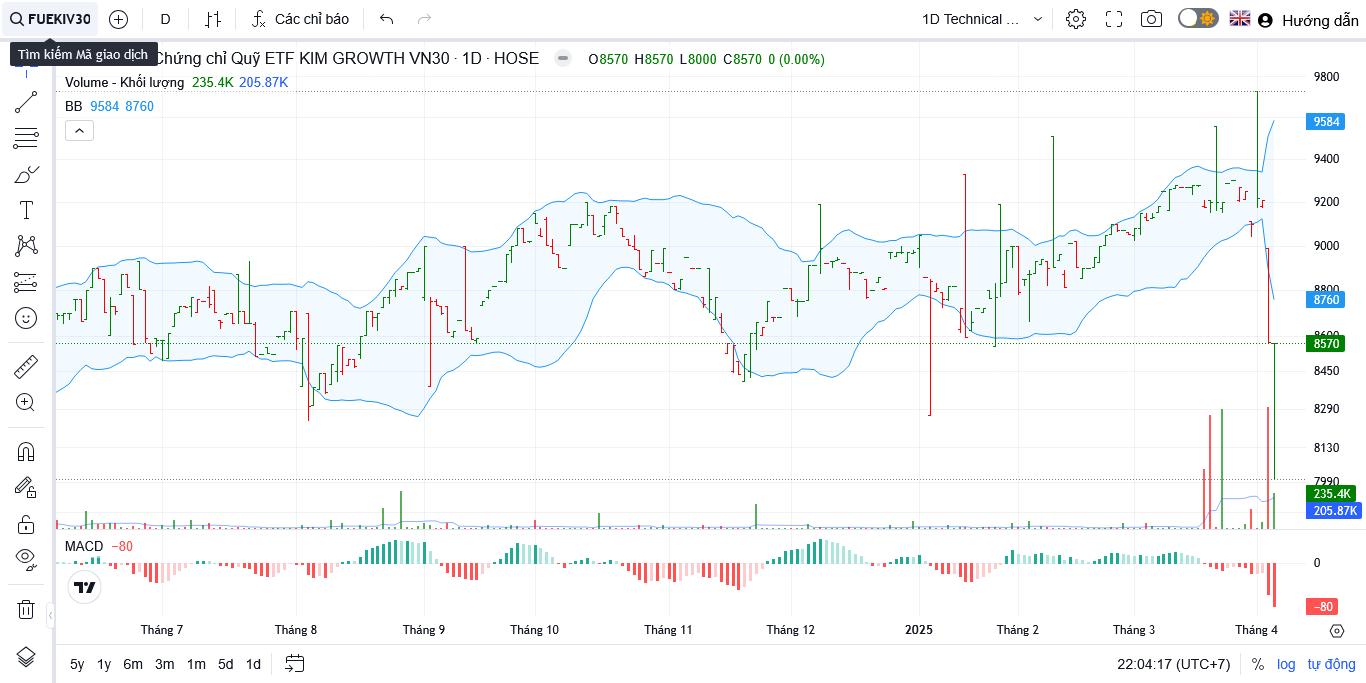 FUEKIV30
D
Các chỉ báo
1D Technical ...
Hướng dẫn
Tìm kiếm Mã giao dịch
Chứng chỉ Quỹ ETF KIM GROWTH VN30 · 1D · HOSE
O8570 H8570 L8000 C8570 0 (0.00%)
Volume - Khối lượng 235.4K 205.87K
BB 9584 8760
9800
9584
9400
9200
9000
8800
8760
8600
8570
8450
8290
8130
7990
235.4K
205.87K
MACD −80
0
−80
Tháng 7 Tháng 8 Tháng 9 Tháng 10 Tháng 11 Tháng 12 2025 Tháng 2 Tháng 3 Tháng 4
5y 1y 6m 3m 1m 5d 1d
22:04:17 (UTC+7) % log tự động